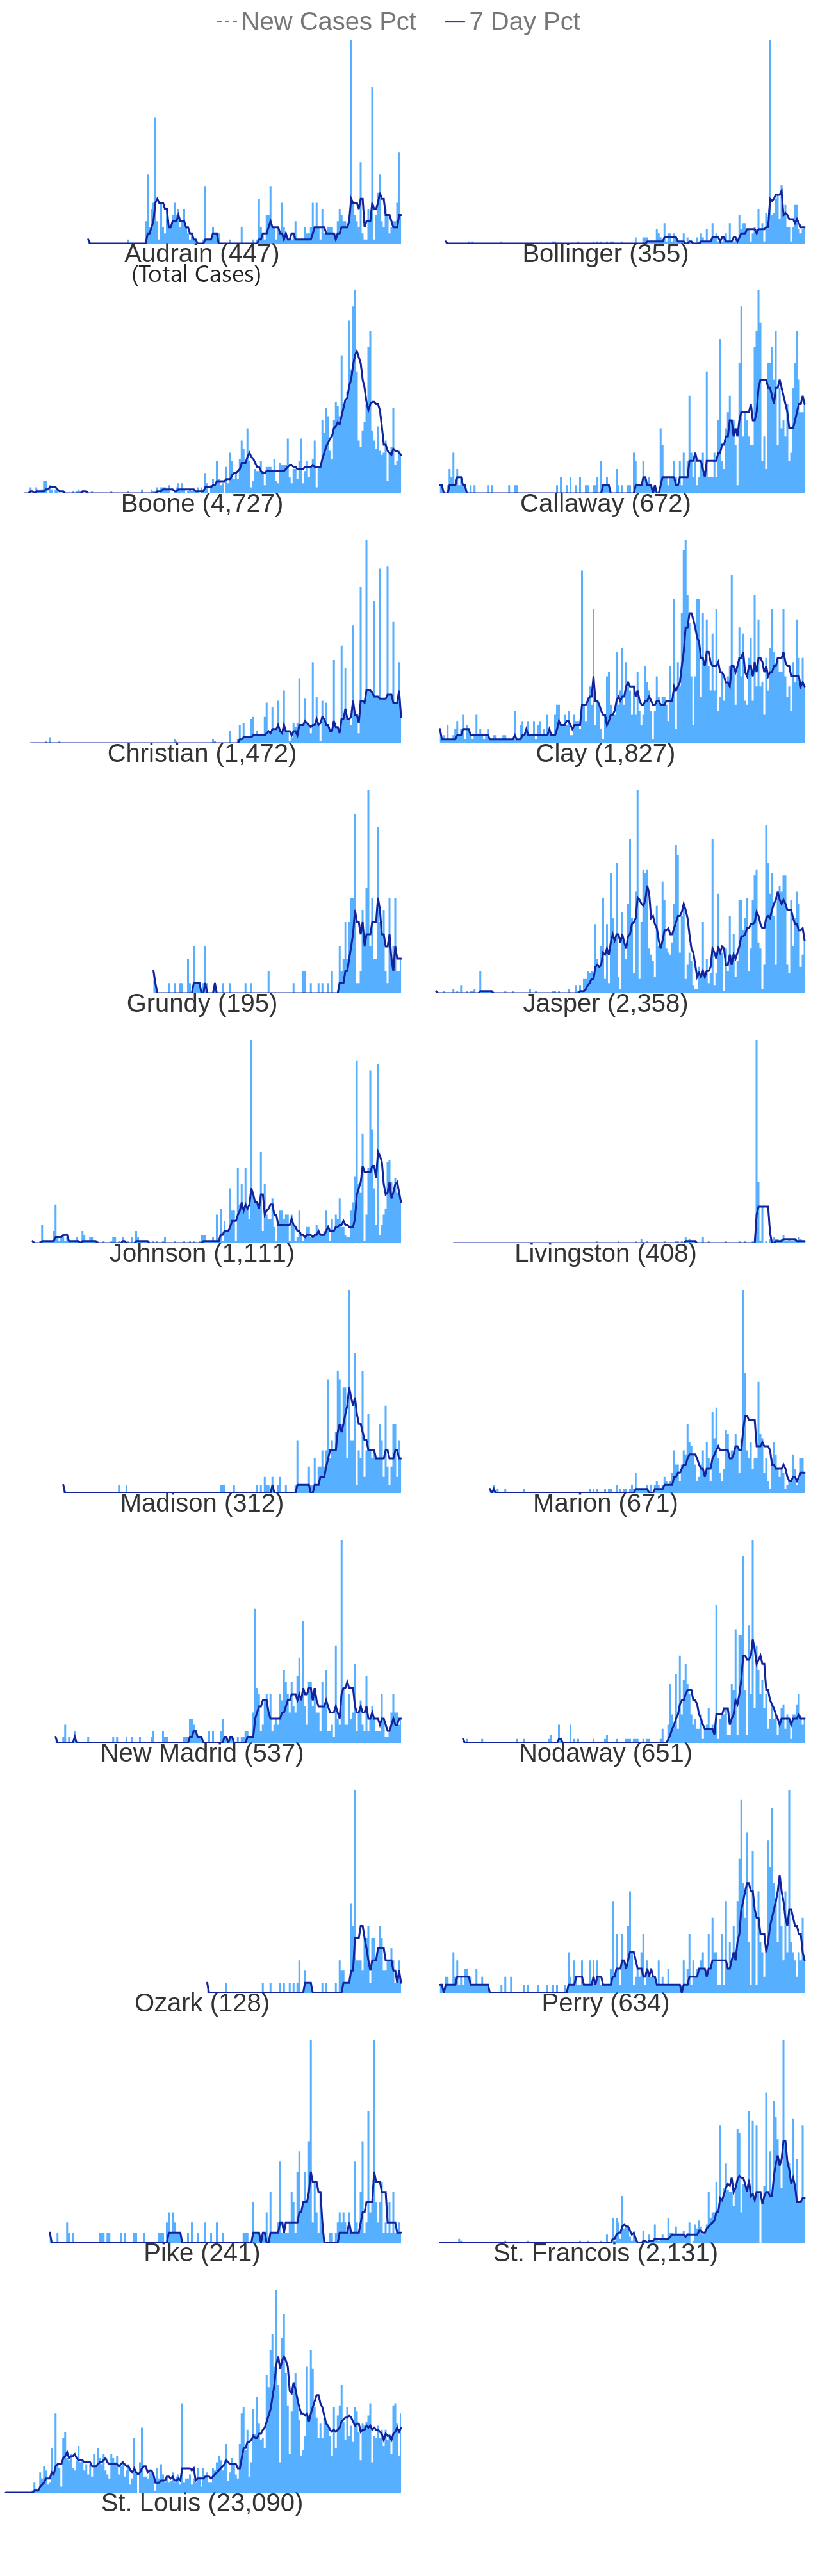 New Cases Pct 7 Day Pct
Audrain (447) Bollinger (355)
(Total Cases)
Boone (4,727) Callaway (672)
Christian (1,472) Clay (1,827)
Grundy (195) Jasper (2,358)
Johnson (1,111) Livingston (408)
Madison (312) Marion (671)
New Madrid (537) Nodaway (651)
Ozark (128) Perry (634)
Pike (241) St. Francois (2,131)
St. Louis (23,090)